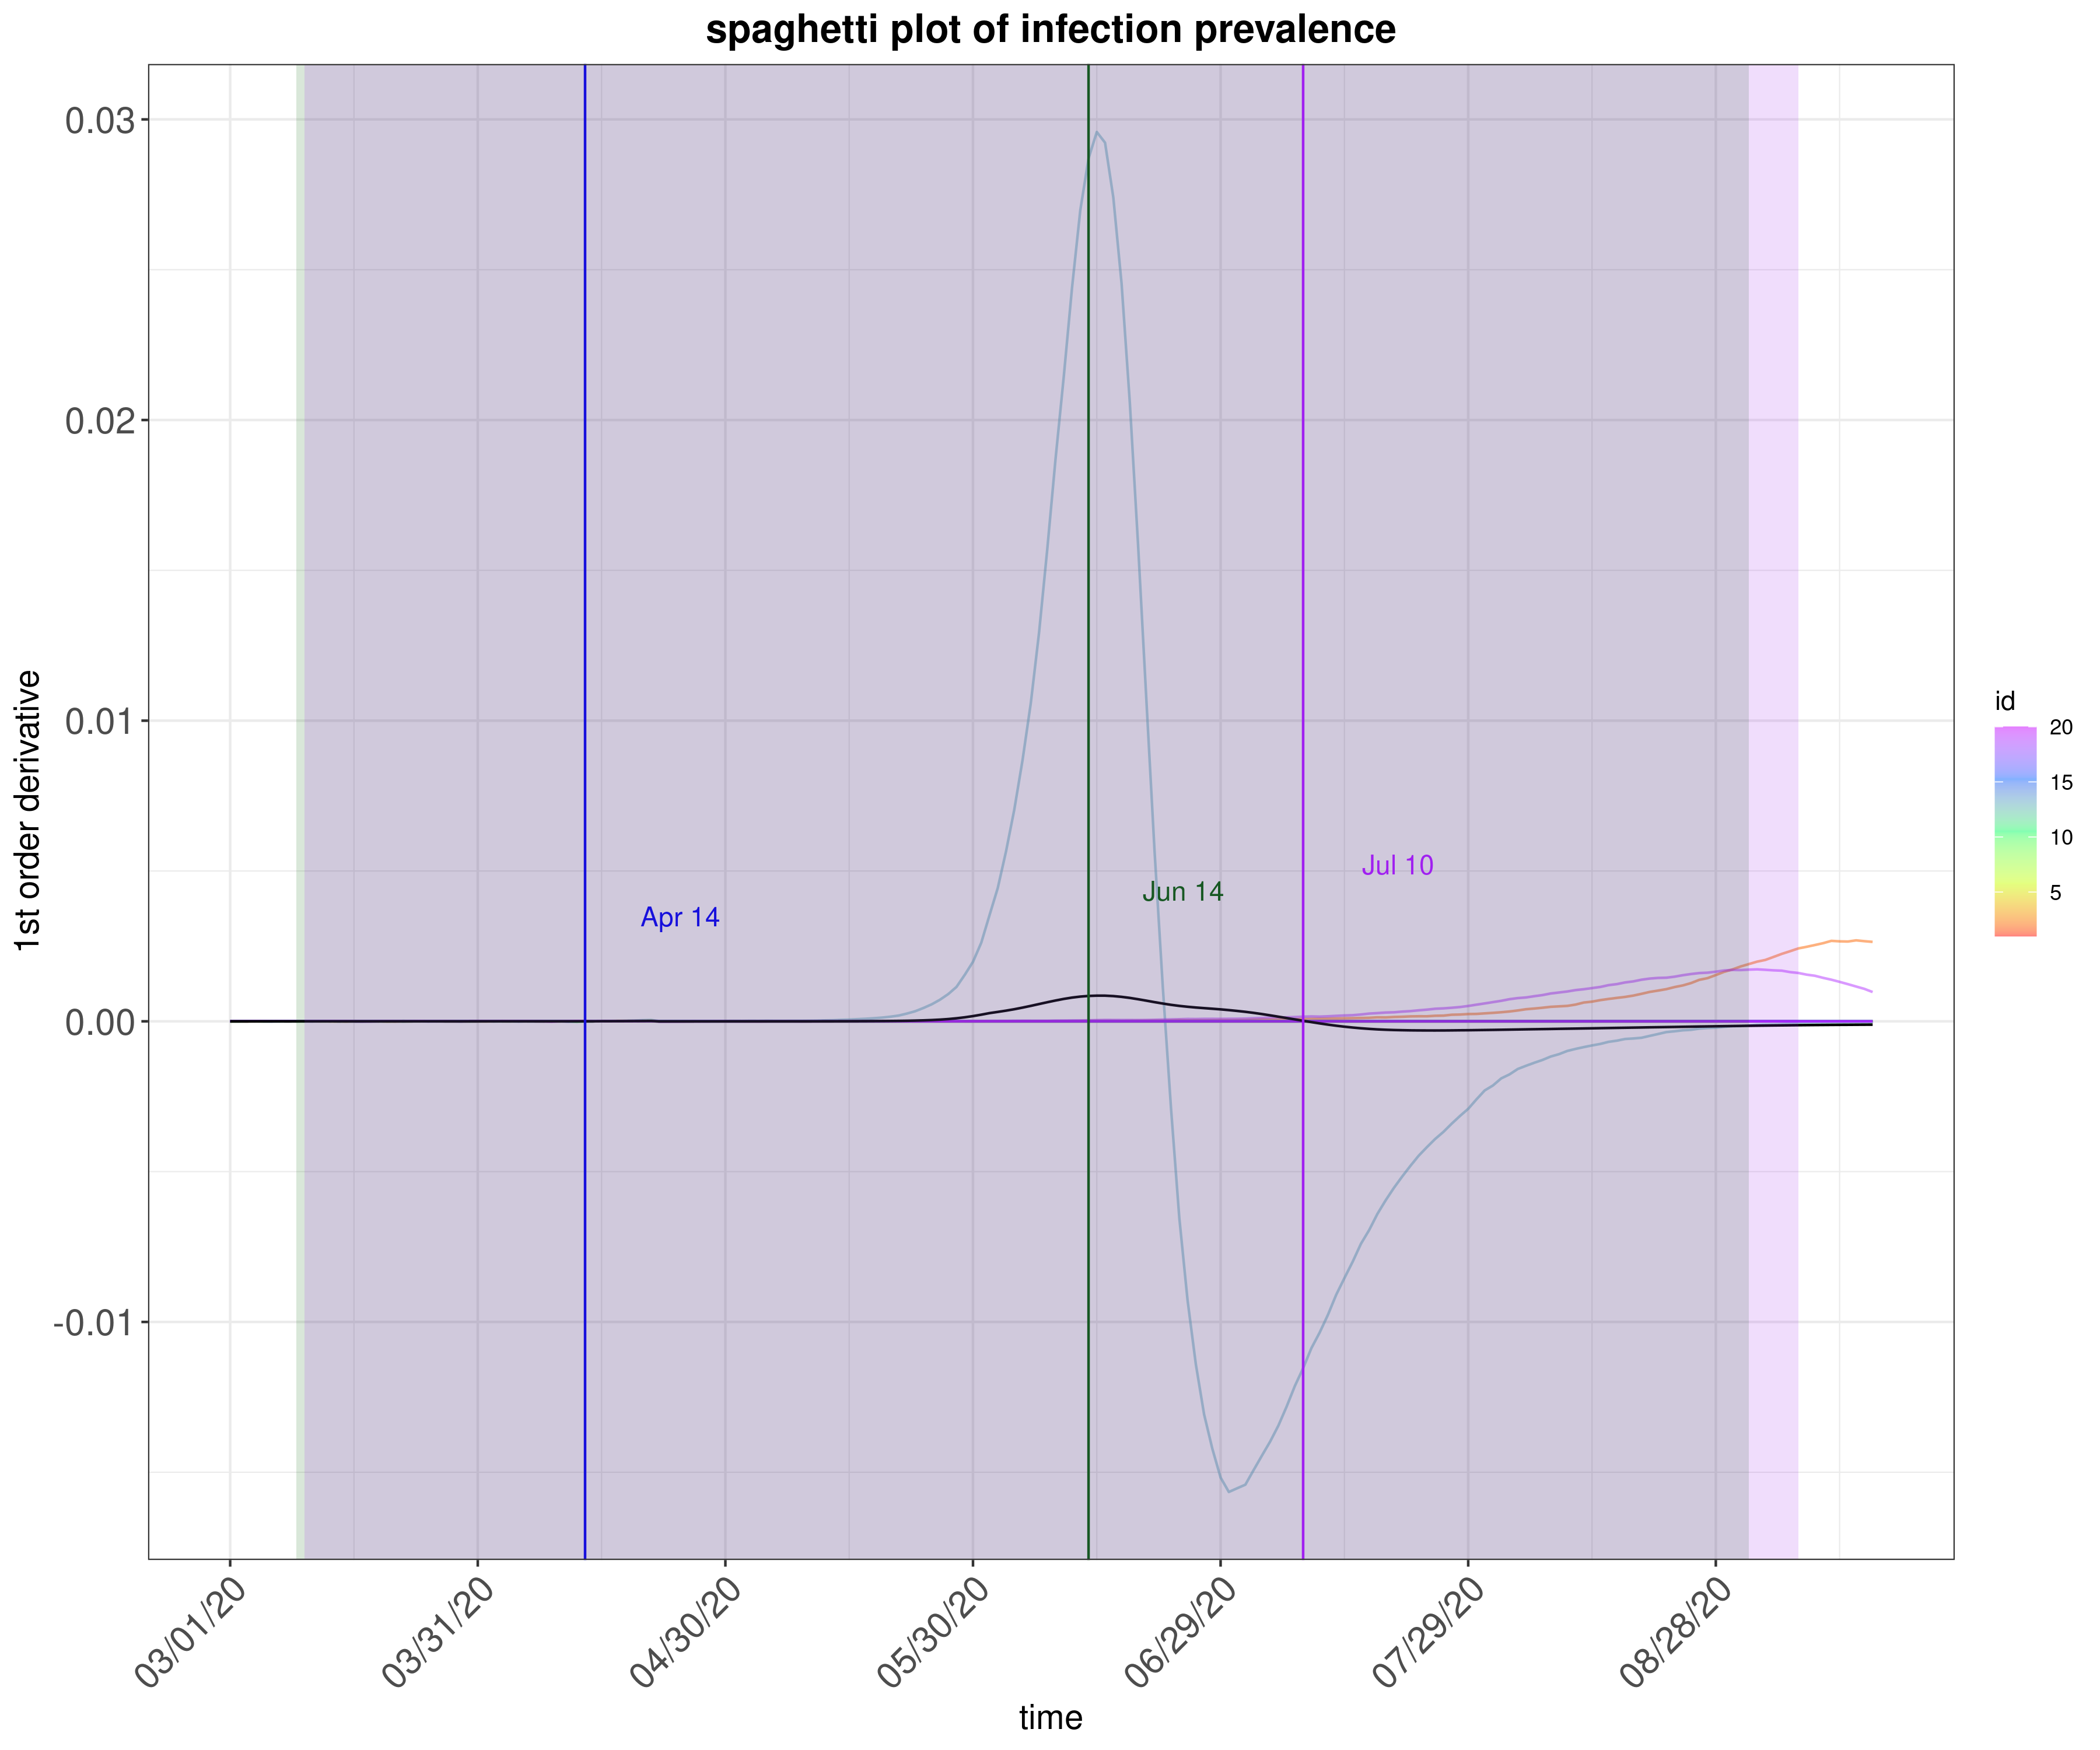 spaghetti plot of infection prevalence
0.03
0.02
0.01
0.00
-0.01
1st order derivative
Apr 14
Jun 14
Jul 10
03/01/20
03/31/20
04/30/20
05/30/20
06/29/20
07/29/20
08/28/20
time
id
20
15
10
5